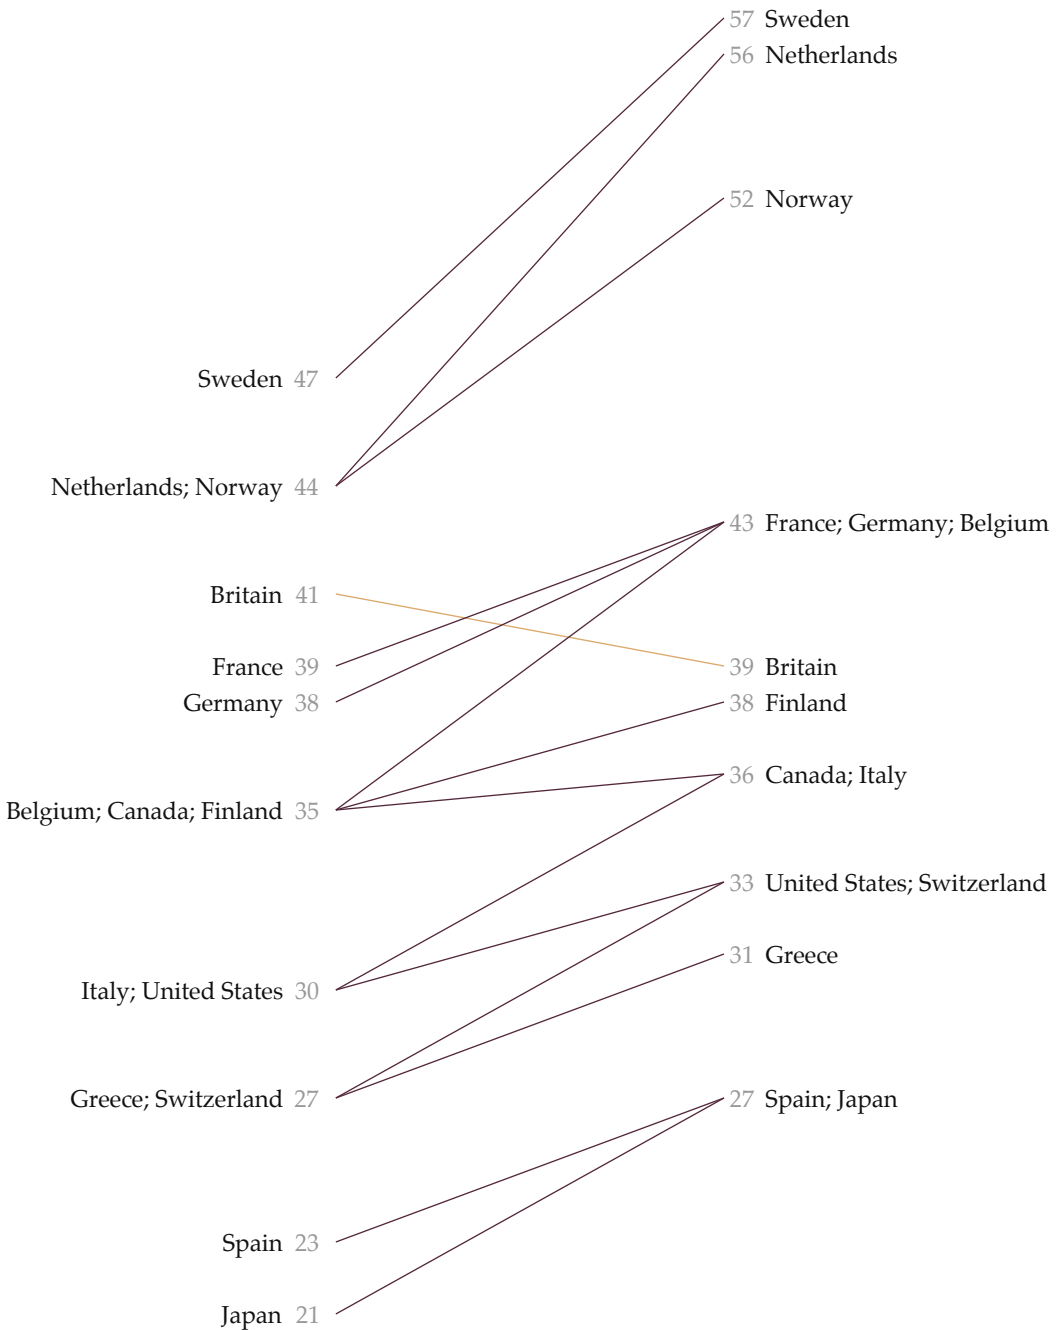 57 Sweden
56 Netherlands
52 Norway
Sweden 47
Netherlands; Norway 44
43 France; Germany; Belgium
Britain 41
France 39
39 Britain
Germany 38
38 Finland
36 Canada; Italy
Belgium; Canada; Finland 35
33 United States; Switzerland
31 Greece
Italy; United States 30
Greece; Switzerland 27
27 Spain; Japan
Spain 23
Japan 21